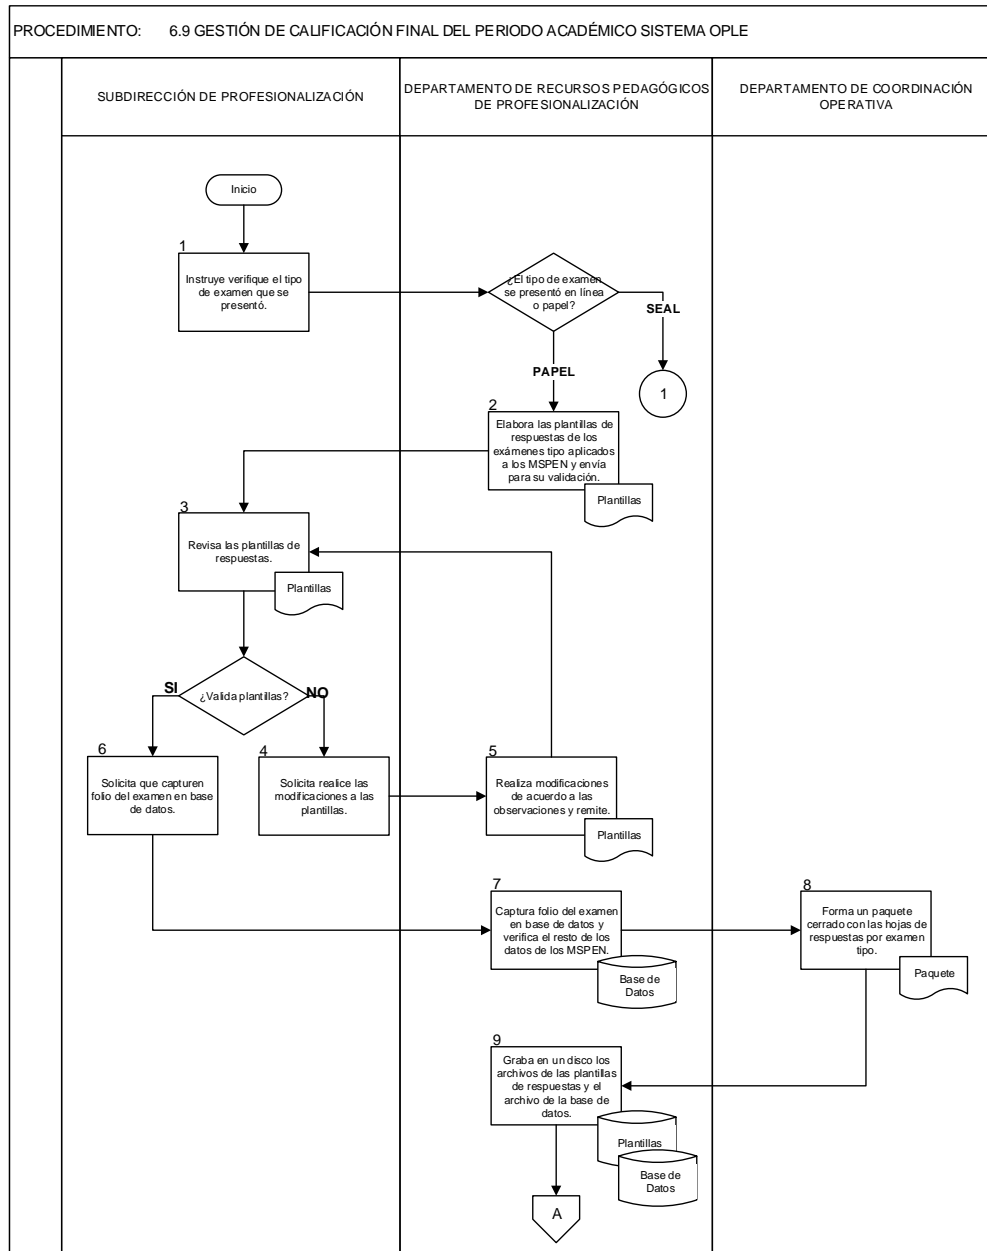 PROCEDIMIENTO: 6.9 GESTIÓN DE CALIFICACIÓN FINAL DEL PERIODO ACADÉMICO SISTEMA OPLE
SUBDIRECCIÓN DE PROFESIONALIZACIÓN
DEPARTAMENTO DE RECURSOS PEDAGÓGICOS
DE PROFESIONALIZACIÓN
DEPARTAMENTO DE COORDINACIÓN
OPERATIVA
Inicio
1
Instruye verifique el tipo
de examen que se
presentó.
¿El tipo de examen
se presentó en línea
o papel?
SEAL
1
PAPEL
2
Elabora las plantillas de
respuestas de los
exámenes tipo aplicados
a los MSPEN y envía
para su validación.
Plantillas
3
Revisa las plantillas de
respuestas.
Plantillas
¿Valida plantillas?
SI
NO
6
Solicita que capturen
folio del examen en base
de datos.
4
Solicita realice las
modificaciones a las
plantillas.
5
Realiza modificaciones
de acuerdo a las
observaciones y remite.
Plantillas
7
Captura folio del examen
en base de datos y
verifica el resto de los
datos de los MSPEN.
Base de
Datos
8
Forma un paquete
cerrado con las hojas de
respuestas por examen
tipo.
Paquete
9
Graba en un disco los
archivos de las plantillas
de respuestas y el
archivo de la base de
datos.
Plantillas
Base de
Datos
A